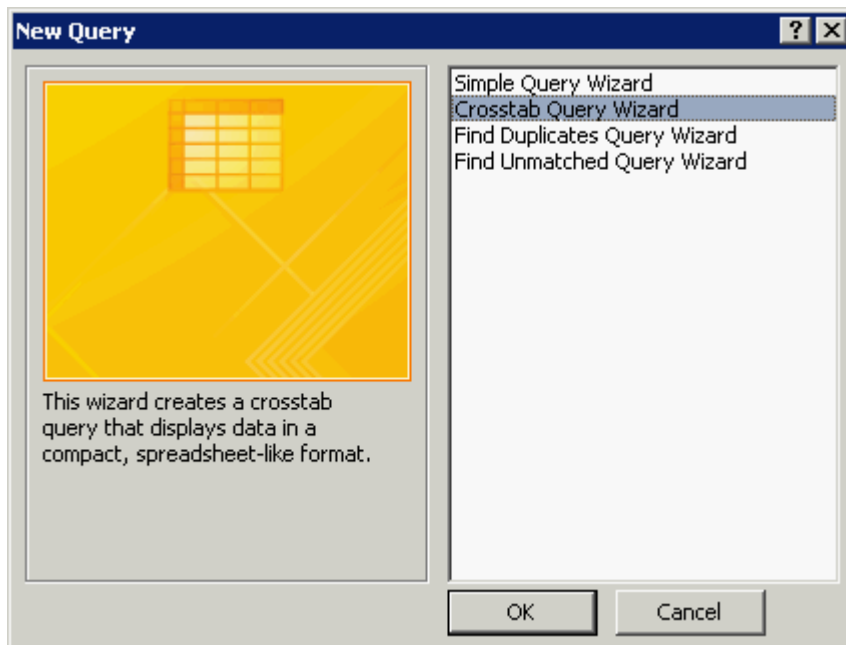 New Query
Simple Query Wizard
Crosstab Query Wizard
Find Duplicates Query Wizard
Find Unmatched Query Wizard
This wizard creates a crosstab
query that displays data in a
compact, spreadsheet-like format.
OK
Cancel